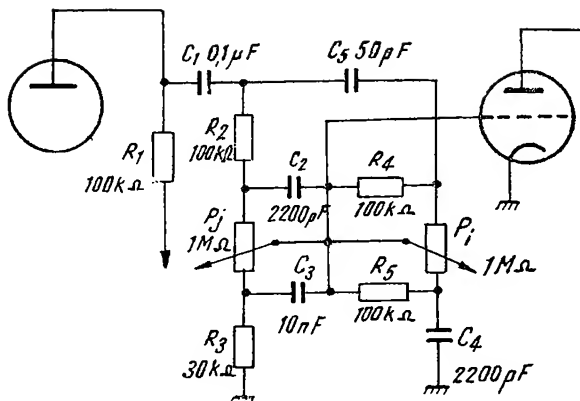 C1 0,1µF
C5 50pF
R1
100kΩ
R2
100kΩ
C2
2200pF
R4
100kΩ
Pj
1MΩ
Pi
1MΩ
C3
10nF
R5
100kΩ
R3
30kΩ
C4
2200pF